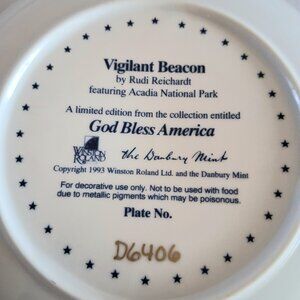 Vigilant Beacon
by Rudi Reichardt
featuring Acadia National Park
A limited edition from the collection entitled
God Bless America
WINSTON
ROLAND
The Danbury Mint
Copyright 1993 Winston Roland Ltd. and the Danbury Mint
For decorative use only. Not to be used with food
due to metallic pigments which may be poisonous.
Plate No.
D6406